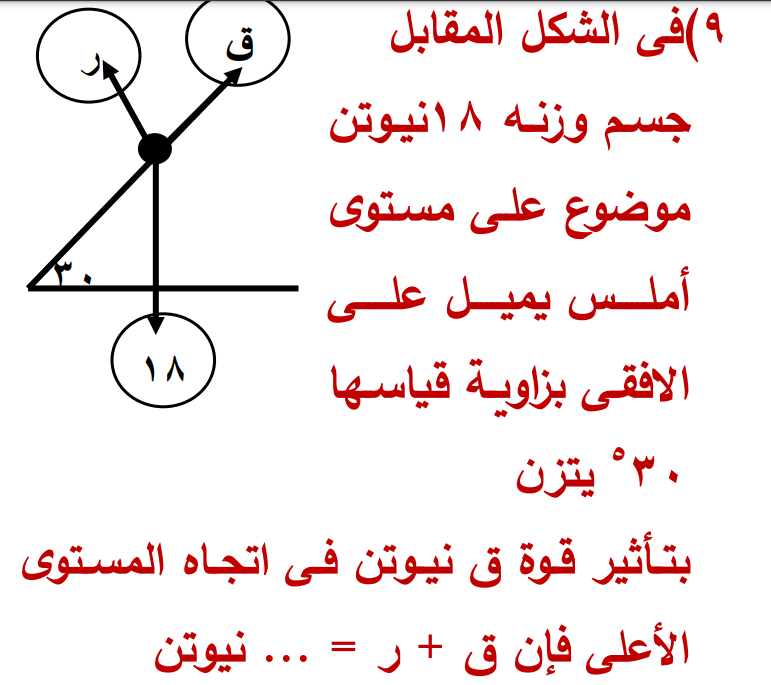 ٩)فى الشكل المقابل
جسم وزنه ١٨نيوتن
موضوع على مستوى
أملس يميل على
الافقى بزاوية قياسها
٣٠° يتزن
بتأثير قوة ق نيوتن فى اتجاه المستوى
الأعلى فإن ق + ر = ... نيوتن
ر
ق
٣٠
١٨